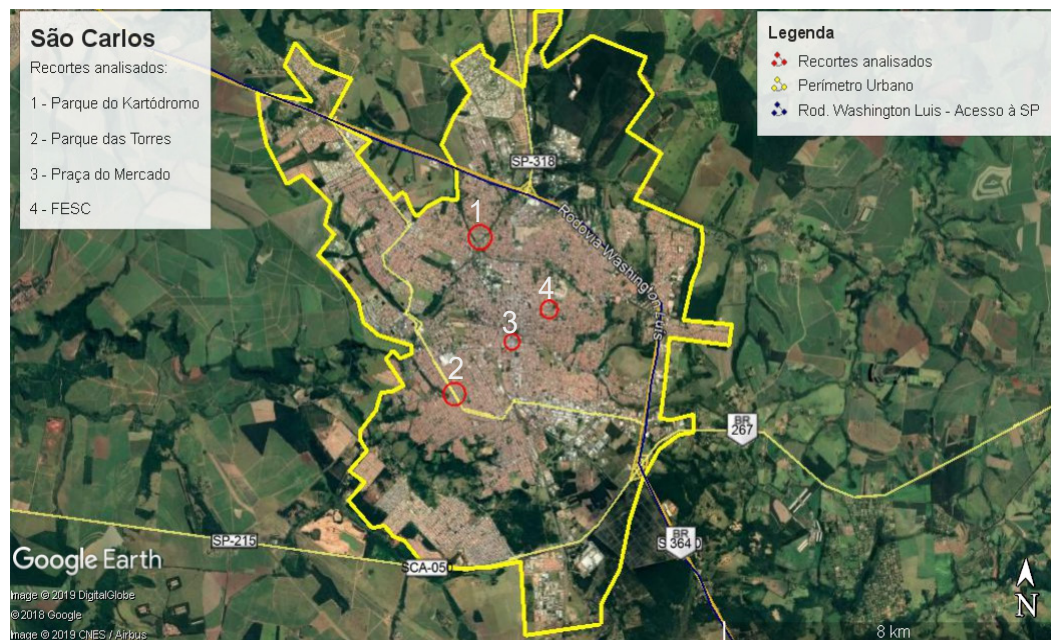 São Carlos
Recortes analisados:
1 - Parque do Kartódromo
2 - Parque das Torres
3 - Praça do Mercado
4 - FESC
Legenda
Recortes analisados
Perímetro Urbano
Rod. Washington Luis - Acesso à SP
SP-318
1
Rodovia-Washington-Luis
4
3
2
BR
267
SP-215
BR
364
SCA-05
Google Earth
Image © 2019 DigitalGlobe
© 2018 Google
Image © 2019 CNES / Airbus
N
8 km